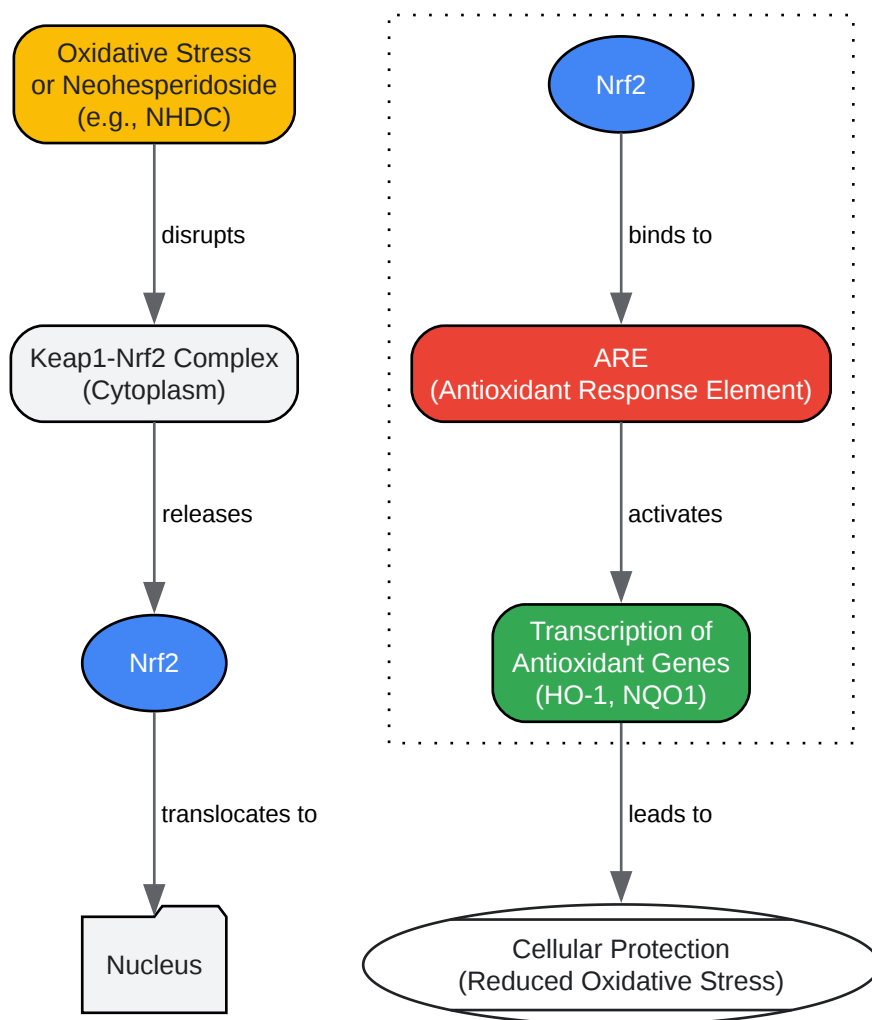 Oxidative Stress
or Neohesperidoside
(e.g., NHDC)
disrupts
Keap1-Nrf2 Complex
(Cytoplasm)
releases
Nrf2
translocates to
Nucleus
Nrf2
binds to
ARE
(Antioxidant Response Element)
activates
Transcription of
Antioxidant Genes
(HO-1, NQO1)
leads to
Cellular Protection
(Reduced Oxidative Stress)